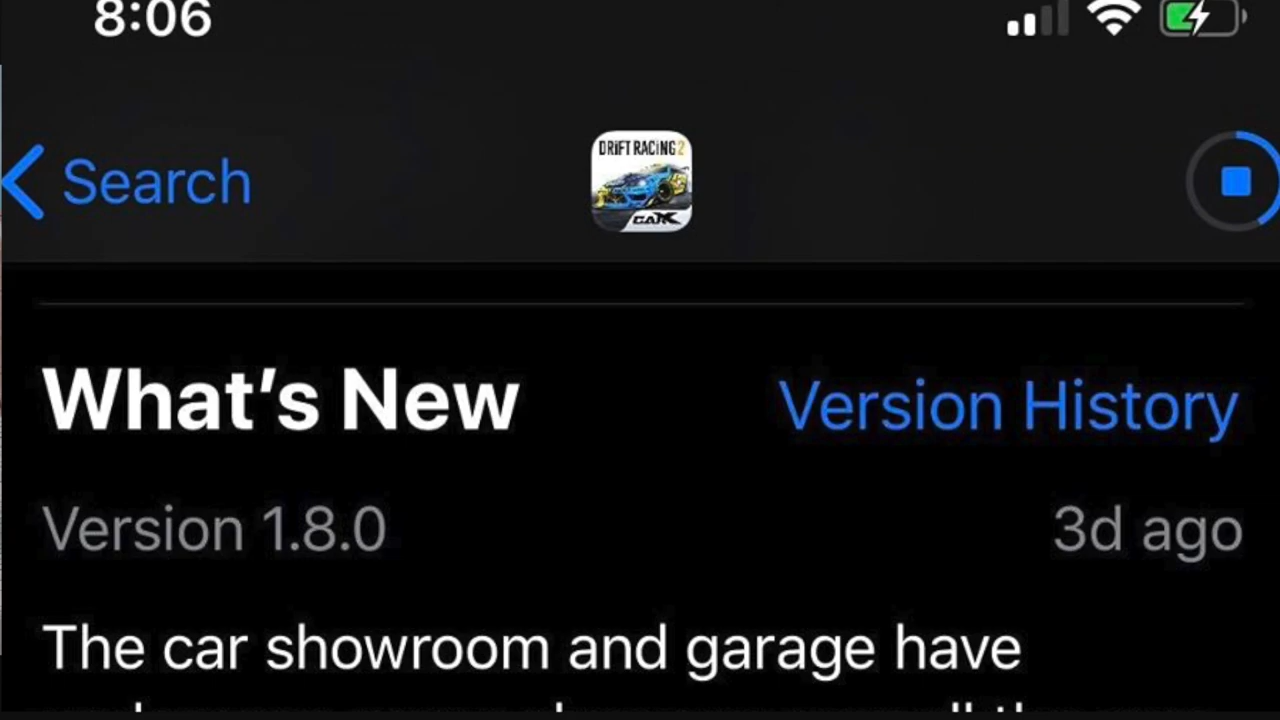 8:06
Search
DRIFT RACING 2
CARX
What's New
Version History
Version 1.8.0
3d ago
The car showroom and garage have